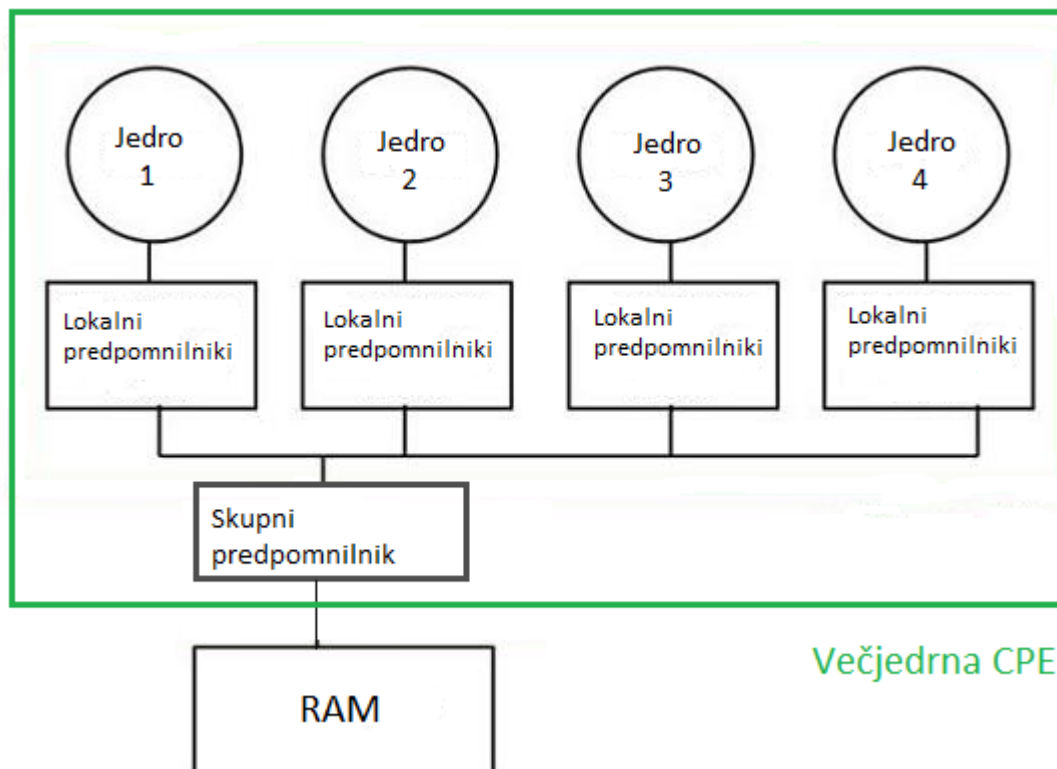 Jedro
1
Jedro
2
Jedro
3
Jedro
4
Lokalni
predpomnilniki
Lokalni
predpomnilniki
Lokalni
predpomnilniki
Lokalni
predpomnilniki
Skupni
predpomnilnik
Večjedrna CPE
RAM